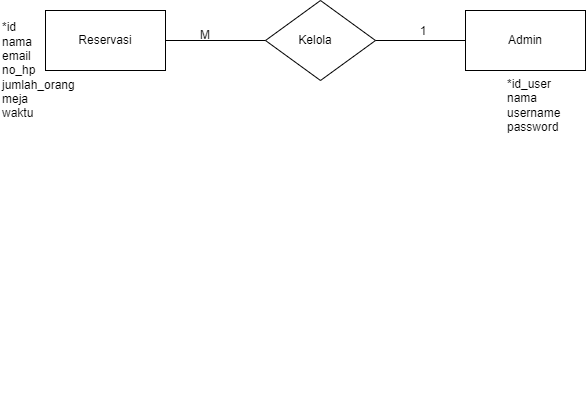 *id
nama
email
no_hp
jumlah_orang
meja
waktu
Reservasi
M
Kelola
1
Admin
*id_user
nama
username
password